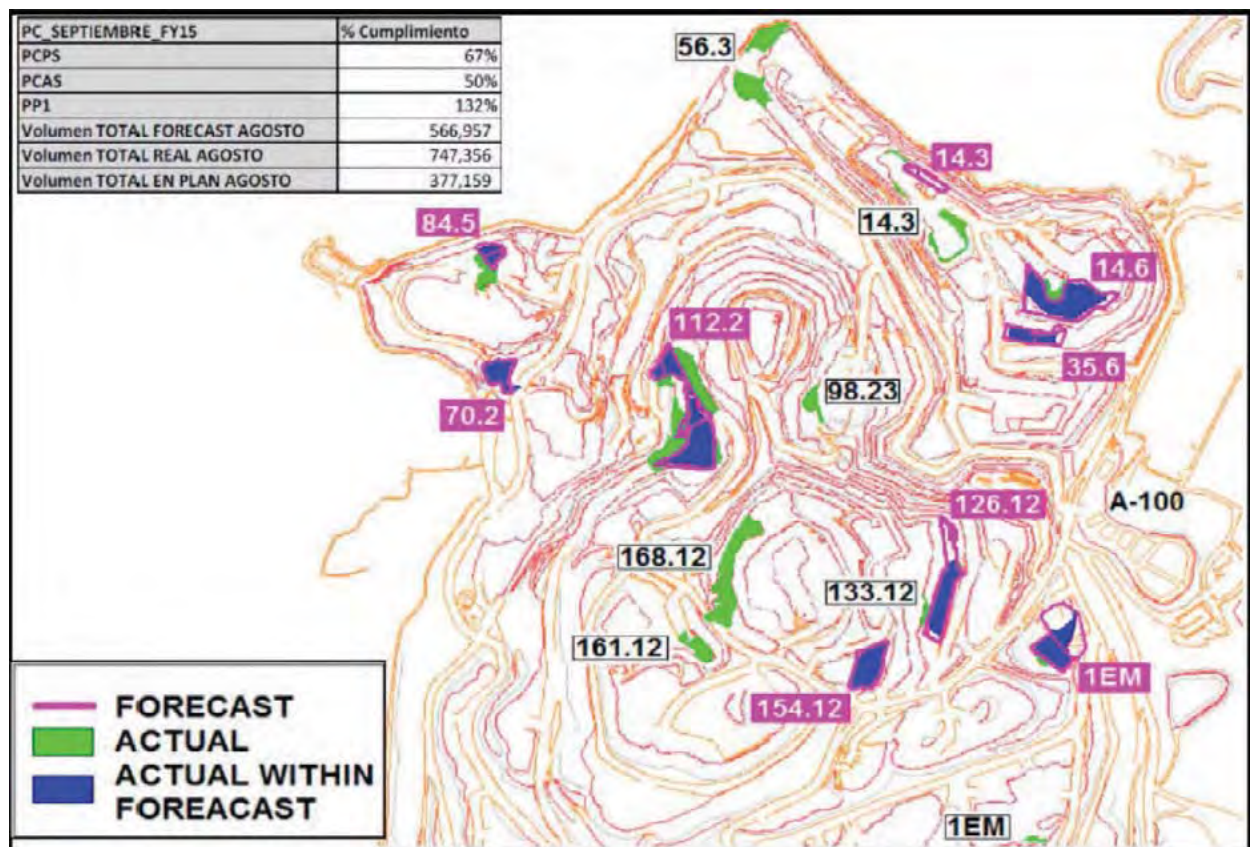 PC_SEPTIEMBRE_FY15 % Cumplimiento
PCPS 67%
PCAS 50%
PP1 132%
Volumen TOTAL FORECAST AGOSTO 566,957
Volumen TOTAL REAL AGOSTO 747,356
Volumen TOTAL EN PLAN AGOSTO 377,159
56.3
14.3
14.3
84.5
14.6
112.2
35.6
98.23
70.2
126.12
A-100
168.12
133.12
161.12
1EM
154.12
FORECAST
ACTUAL
ACTUAL WITHIN
FOREACAST
1EM